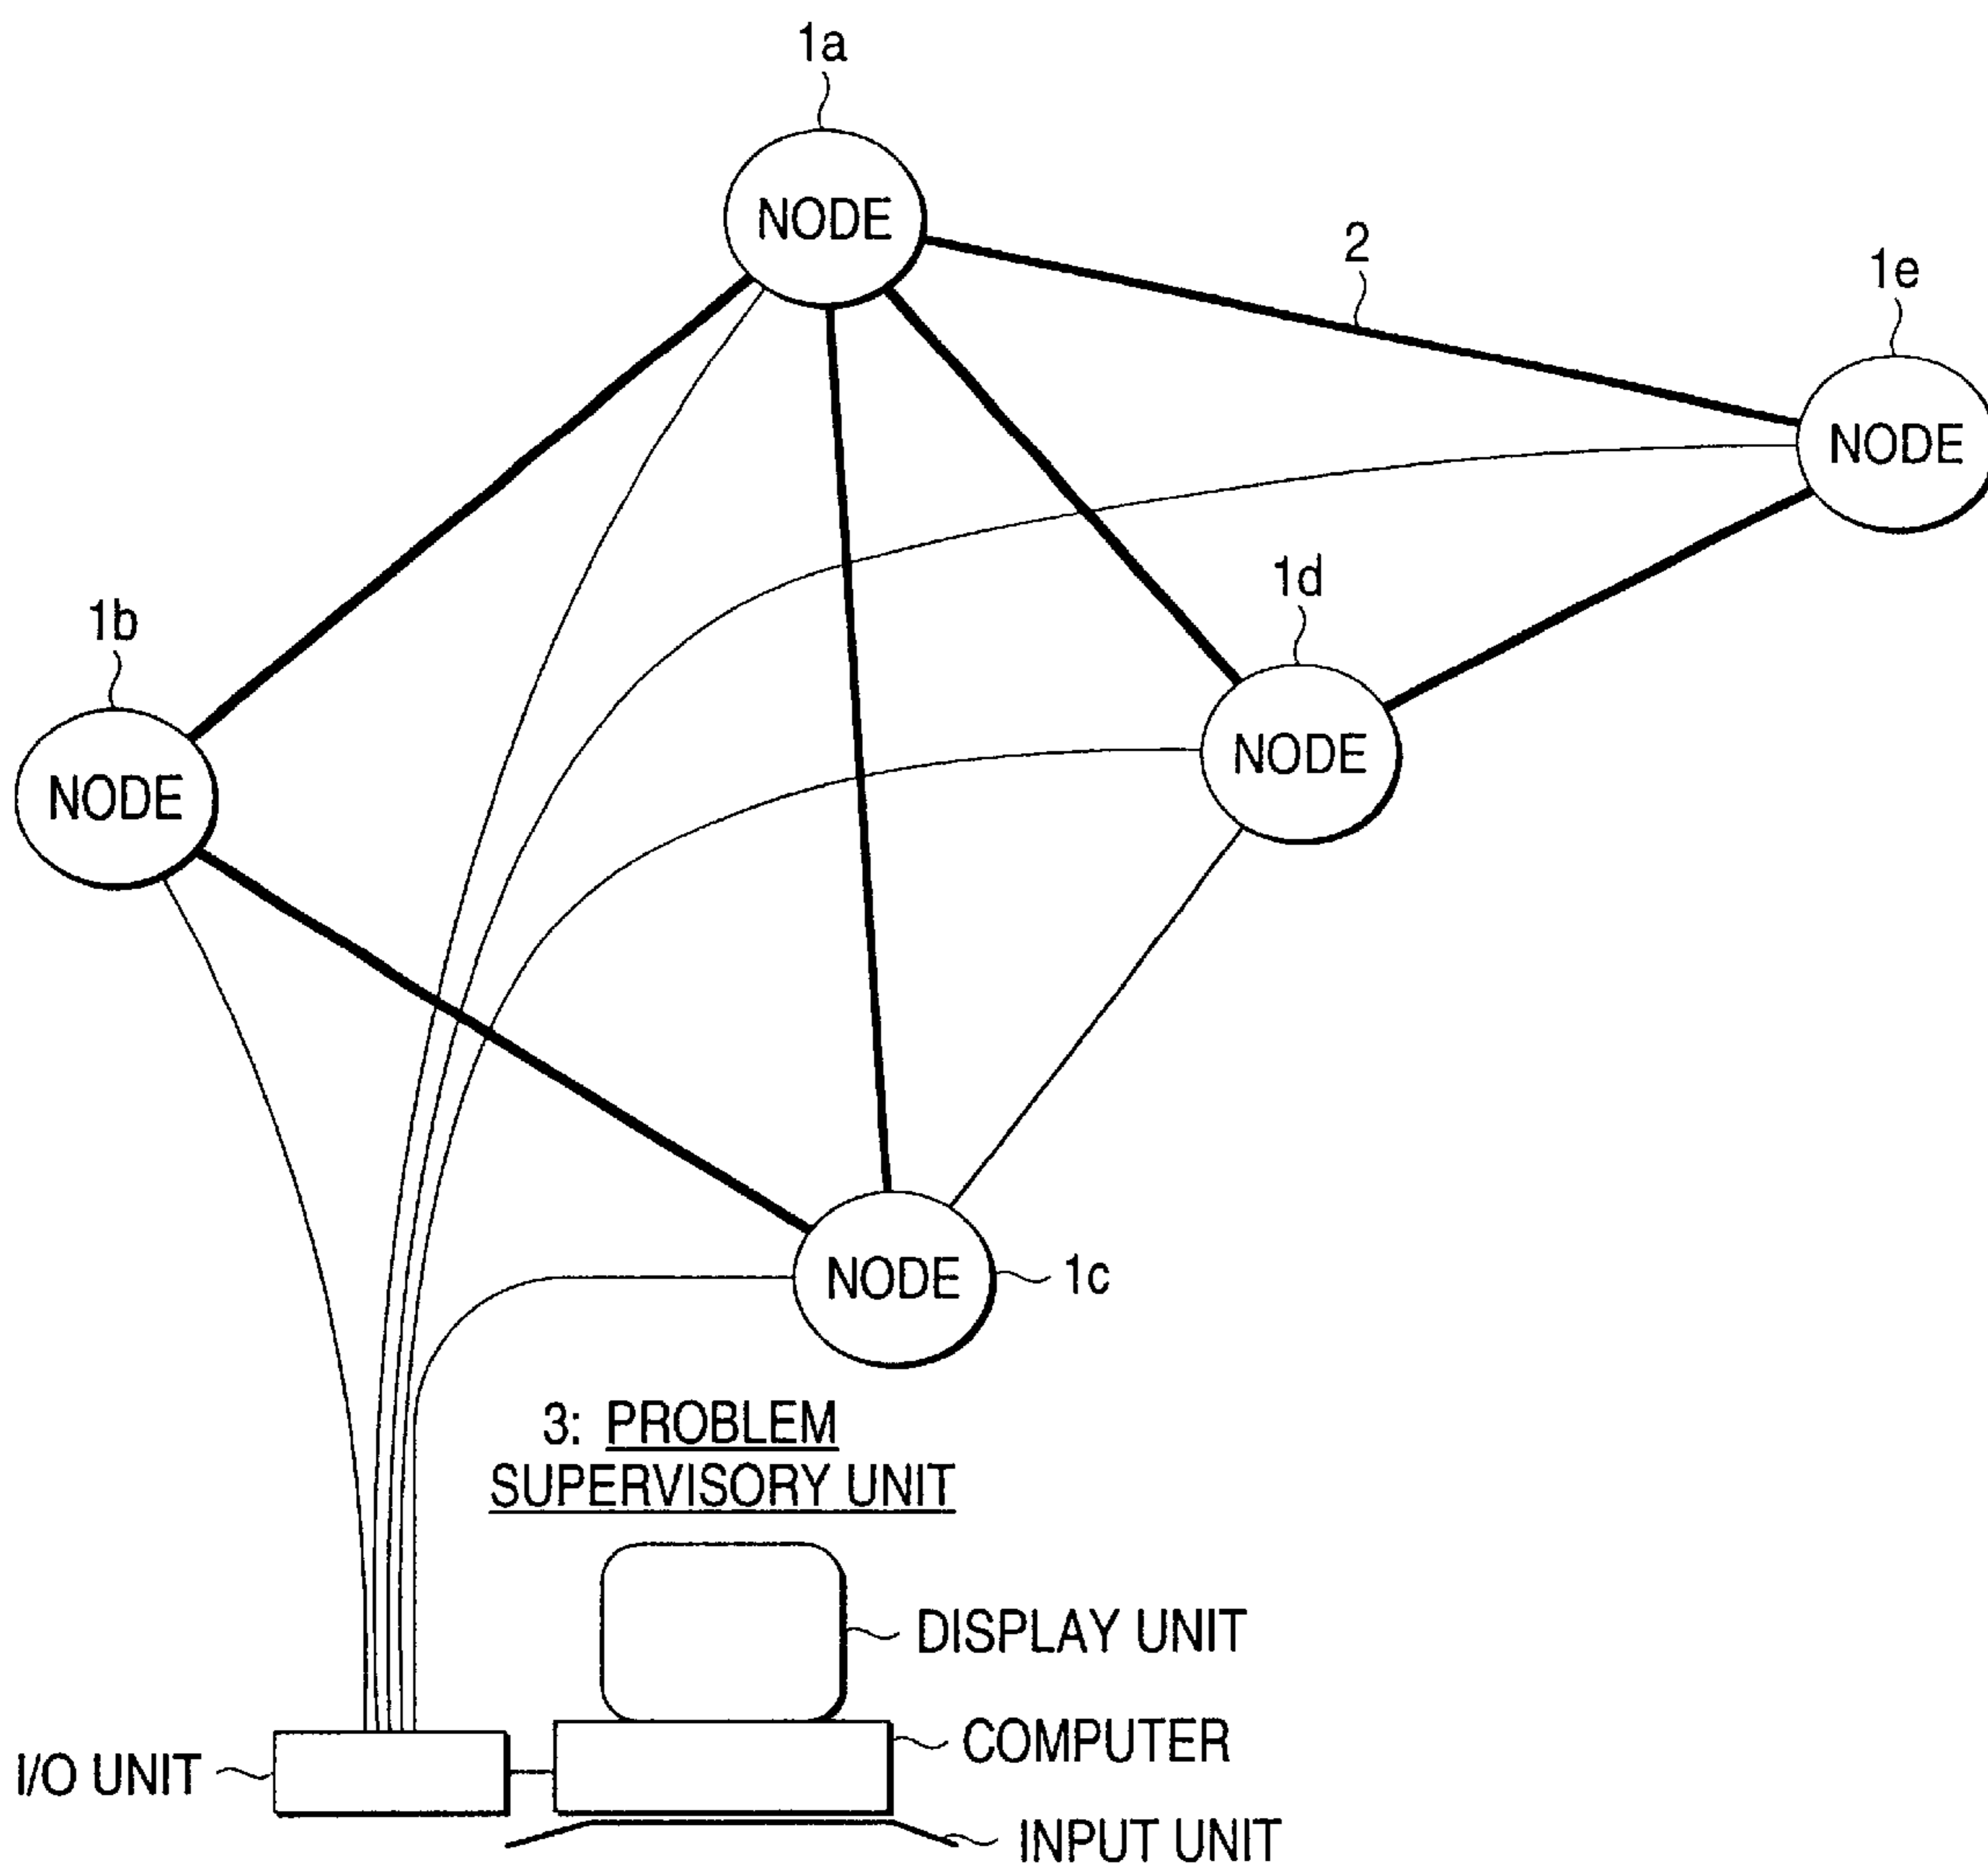 1a
NODE
2
1e
NODE
1d
1b
NODE
NODE
NODE
1c
3: PROBLEM
SUPERVISORY UNIT
DISPLAY UNIT
COMPUTER
I/O UNIT
INPUT UNIT